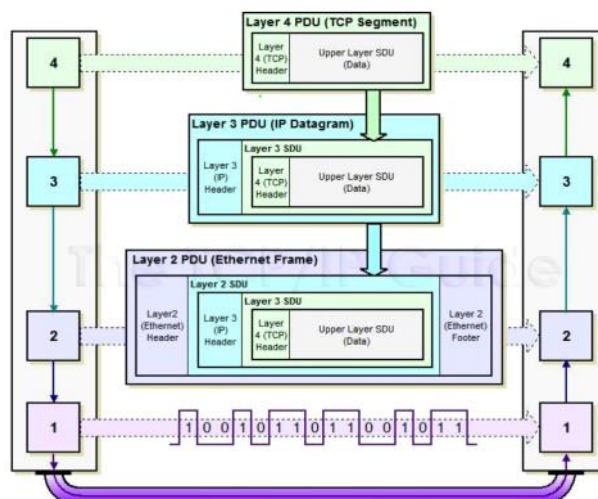 Layer 4 PDU (TCP Segment)
4
Layer
4 (TCP)
Header
Upper Layer SDU
(Data)
4
Layer 3 PDU (IP Datagram)
Layer 3 SDU
3
Layer 3
(IP)
Header
Layer
4 (TCP)
Header
Upper Layer SDU
(Data)
3
The TCP/IP Guide
Layer 2 PDU (Ethernet Frame)
Layer 2 SDU
Layer 3 SDU
2
Layer2
(Ethernet)
Header
Layer 3
(IP)
Header
Layer
4 (TCP)
Header
Upper Layer SDU
(Data)
Layer 2
(Ethernet)
Footer
2
1
1 0 0 1 0 1 1 0 1 1 0 0 1 0 1 1
1